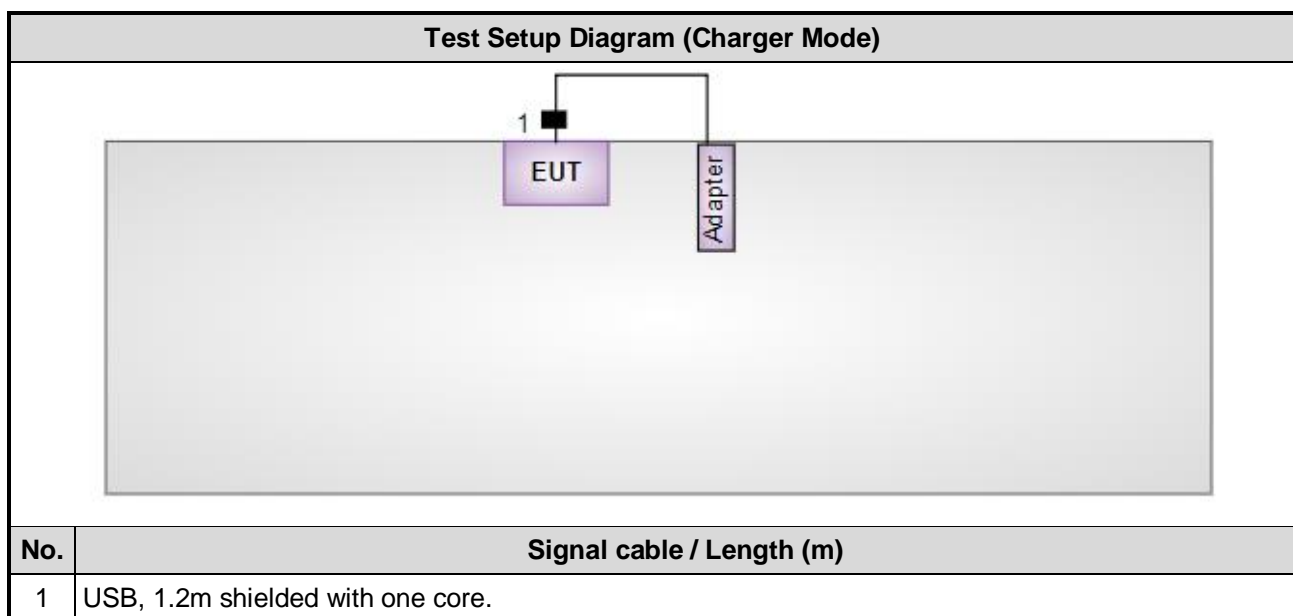 Test Setup Diagram (Charger Mode)
1
EUT
Adapter
No. Signal cable / Length (m)
1 USB, 1.2m shielded with one core.